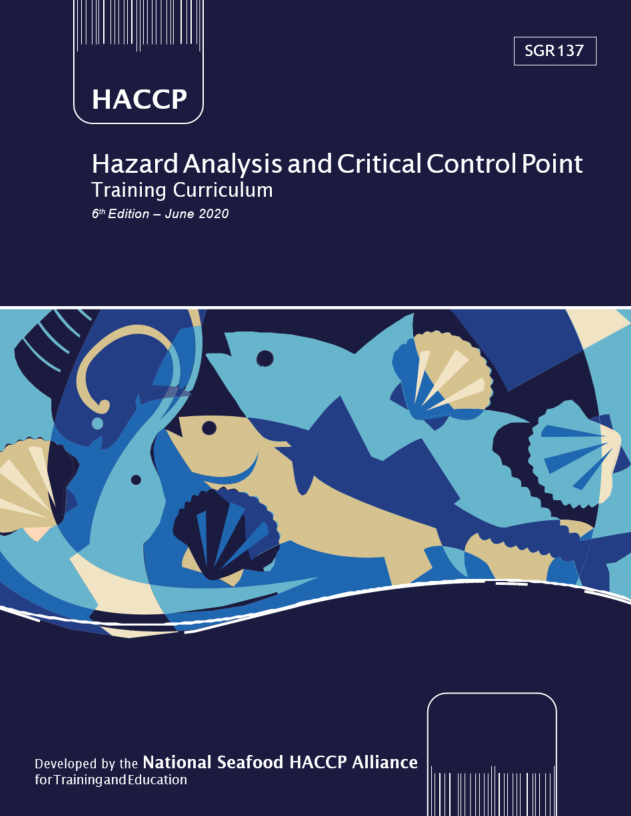 SGR 137
HACCP
Hazard Analysis and Critical Control Point
Training Curriculum
6th Edition – June 2020
Developed by the National Seafood HACCP Alliance
for Training and Education